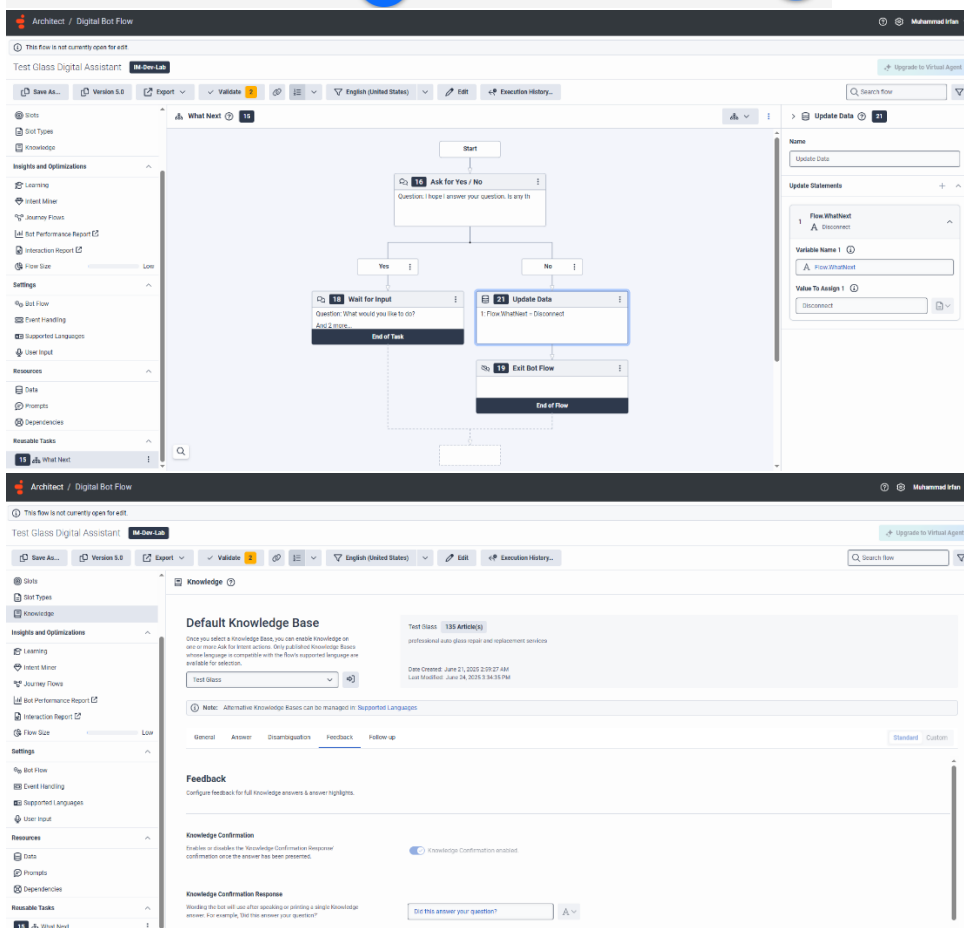 Architect / Digital Bot Flow
Muhammad Irfan
This flow is not currently open for edit.
Test Glass Digital Assistant IM-Dev-Lab
Upgrade to Virtual Agent
Save As... Version 5.0 Export Validate 2 English (United States) Edit Execution History... Search flow
Slots
Slot Types
Knowledge
Insights and Optimizations
Learning
Intent Miner
Journey Flows
Bot Performance Report
Interaction Report
Flow Size Low
Settings
Bot Flow
Event Handling
Supported Languages
User Input
Resources
Data
Prompts
Dependencies
Reusable Tasks
15 What Next
What Next 15
Start
16 Ask for Yes / No
Question: I hope I answer your question. Is any th
Yes
No
18 Wait for Input
Question: What would you like to do?
And 2 more...
End of Task
21 Update Data
1: Flow.WhatNext = Disconnect
19 Exit Bot Flow
End of Flow
Update Data 21
Name
Update Data
Update Statements
1 Flow.WhatNext
A Disconnect
Variable Name 1
A Flow.WhatNext
Value To Assign 1
Disconnect
Architect / Digital Bot Flow
Muhammad Irfan
This flow is not currently open for edit.
Test Glass Digital Assistant IM-Dev-Lab
Upgrade to Virtual Agent
Save As... Version 5.0 Export Validate 2 English (United States) Edit Execution History... Search flow
Slots
Slot Types
Knowledge
Insights and Optimizations
Learning
Intent Miner
Journey Flows
Bot Performance Report
Interaction Report
Flow Size Low
Settings
Bot Flow
Event Handling
Supported Languages
User Input
Resources
Data
Prompts
Dependencies
Reusable Tasks
15 What Next
Knowledge
Default Knowledge Base
Once you select a Knowledge Base, you can enable Knowledge on
one or more Ask for Intent actions. Only published Knowledge Bases
whose language is compatible with the flow's supported language are
available for selection.
Test Glass
Test Glass 135 Article(s)
professional auto glass repair and replacement services
Date Created: June 21, 2025 2:59:27 AM
Last Modified: June 24, 2025 3:34:35 PM
Note: Alternative Knowledge Bases can be managed in Supported Languages
General Answer Disambiguation Feedback Follow up
Standard Custom
Feedback
Configure feedback for full Knowledge answers & answer highlights.
Knowledge Confirmation
Enables or disables the 'Knowledge Confirmation Response'
confirmation once the answer has been presented.
Knowledge Confirmation enabled
Knowledge Confirmation Response
Wording the bot will use after speaking or printing a single Knowledge
answer. For example, 'Did this answer your question?'
Did this answer your question?
A